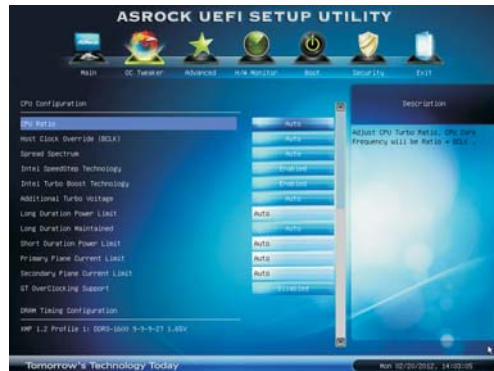 ASROCK UEFI SETUP UTILITY
Main OC Tweaker Advanced H/W Monitor Boot Security Exit
CPU Configuration
Description
CPU Ratio Auto
Adjust CPU Turbo Ratio. CPU Core
Frequency will be Ratio * BCLK .
Host Clock Override (BCLK) Auto
Spread Spectrum Auto
Intel SpeedStep Technology Enabled
Intel Turbo Boost Technology Enabled
Additional Turbo Voltage Auto
Long Duration Power Limit Auto
Long Duration Maintained Auto
Short Duration Power Limit Auto
Primary Plane Current Limit Auto
Secondary Plane Current Limit Auto
GT OverClocking Support Disabled
DRAM Timing Configuration
XMP 1.2 Profile 1: DDR3-1600 9-9-9-27 1.65V
Tomorrow's Technology Today
Mon 02/20/2012, 14:03:05